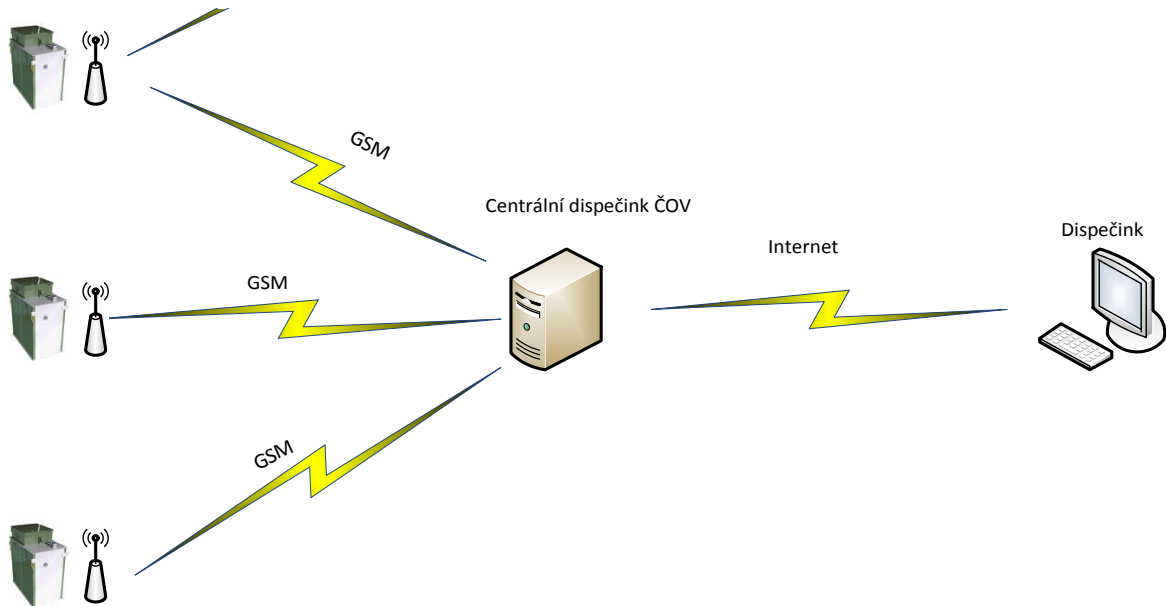 GSM
Centrální dispečink ČOV
Dispečink
Internet
GSM
GSM